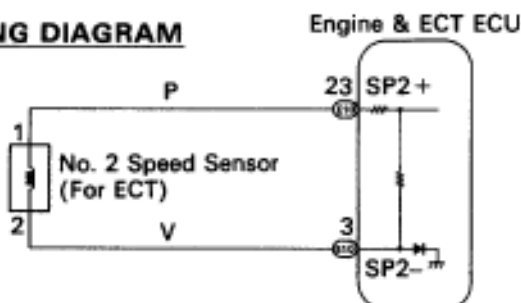 NG DIAGRAM
Engine & ECT ECU
P
23 SP2+
1
No. 2 Speed Sensor
(For ECT)
2
V
3
SP2-